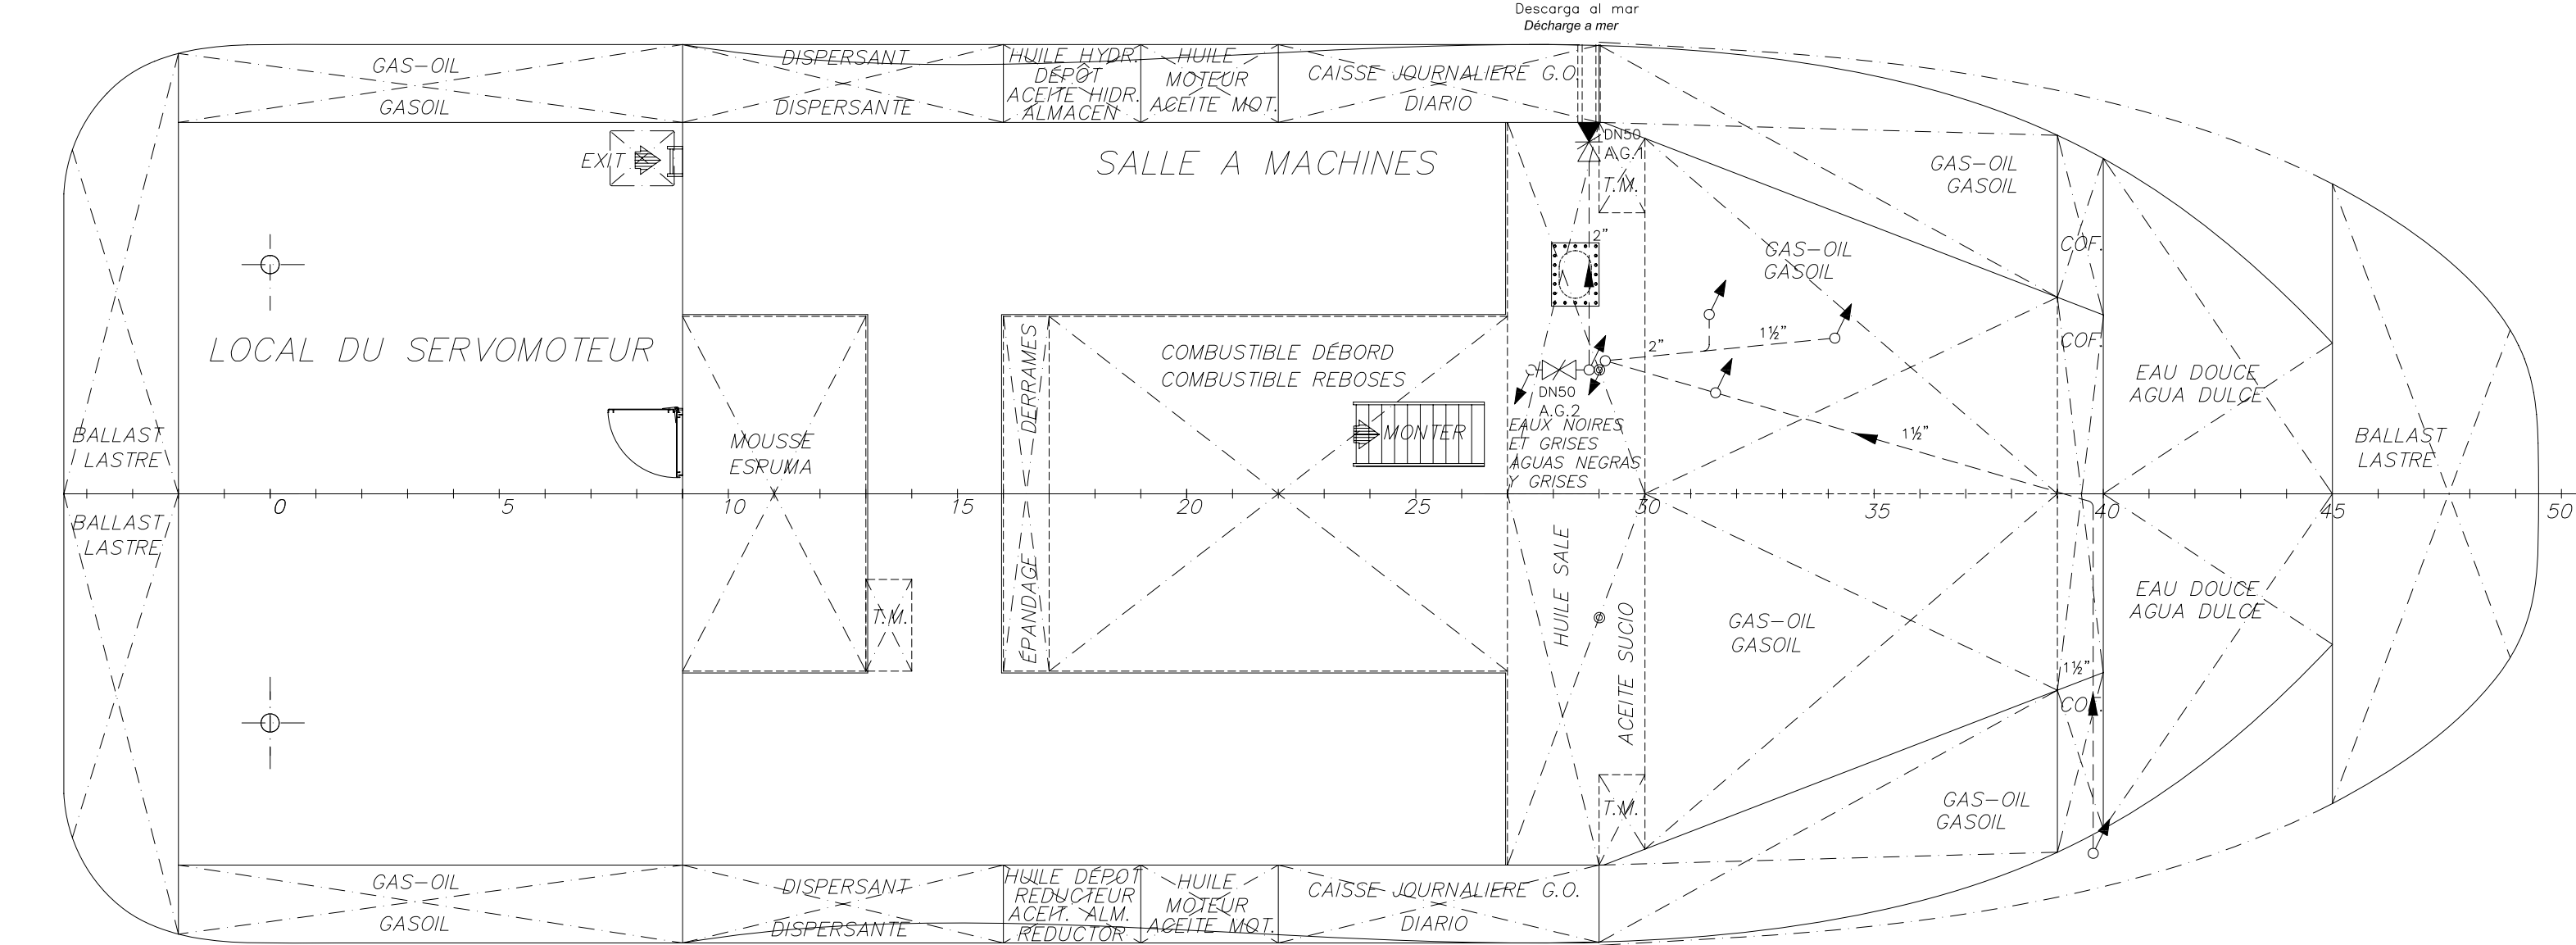 Descarga al mar
Décharge a mer
GAS-OIL
GASOIL
DISPERSANT
DISPERSANTE
HUILE HYDR.
DÉPÔT
ACEITE HIDR.
ALMACEN
HUILE
MOTEUR
ACEITE MOT.
CAISSE JOURNALIERE G.O.
DIARIO
EXIT
SALLE A MACHINES
DN50
A.G.1
T.M.
GAS-OIL
GASOIL
2"
GAS-OIL
GASOIL
COF.
COF.
LOCAL DU SERVOMOTEUR
COMBUSTIBLE DÉBORD
COMBUSTIBLE REBOSES
DERRAMES
ÉPANDAGE
2"
1½"
DN50
A.G.2
MONTER
EAUX NOIRES
ET GRISES
AGUAS NEGRAS
Y GRISES
1½"
EAU DOUCE
AGUA DULCE
BALLAST
LASTRE
MOUSSE
ESPUMA
BALLAST
LASTRE
0
5
10
15
20
25
30
35
40
45
50
BALLAST
LASTRE
T.M.
HUILE SALE
ACEITE SUCIO
GAS-OIL
GASOIL
EAU DOUCE
AGUA DULCE
1½"
COF.
T.M.
GAS-OIL
GASOIL
GAS-OIL
GASOIL
DISPERSANT
DISPERSANTE
HUILE DÉPOT
REDUCTEUR
ACEIT. ALM.
REDUCTOR
HUILE
MOTEUR
ACEITE MOT.
CAISSE JOURNALIERE G.O.
DIARIO